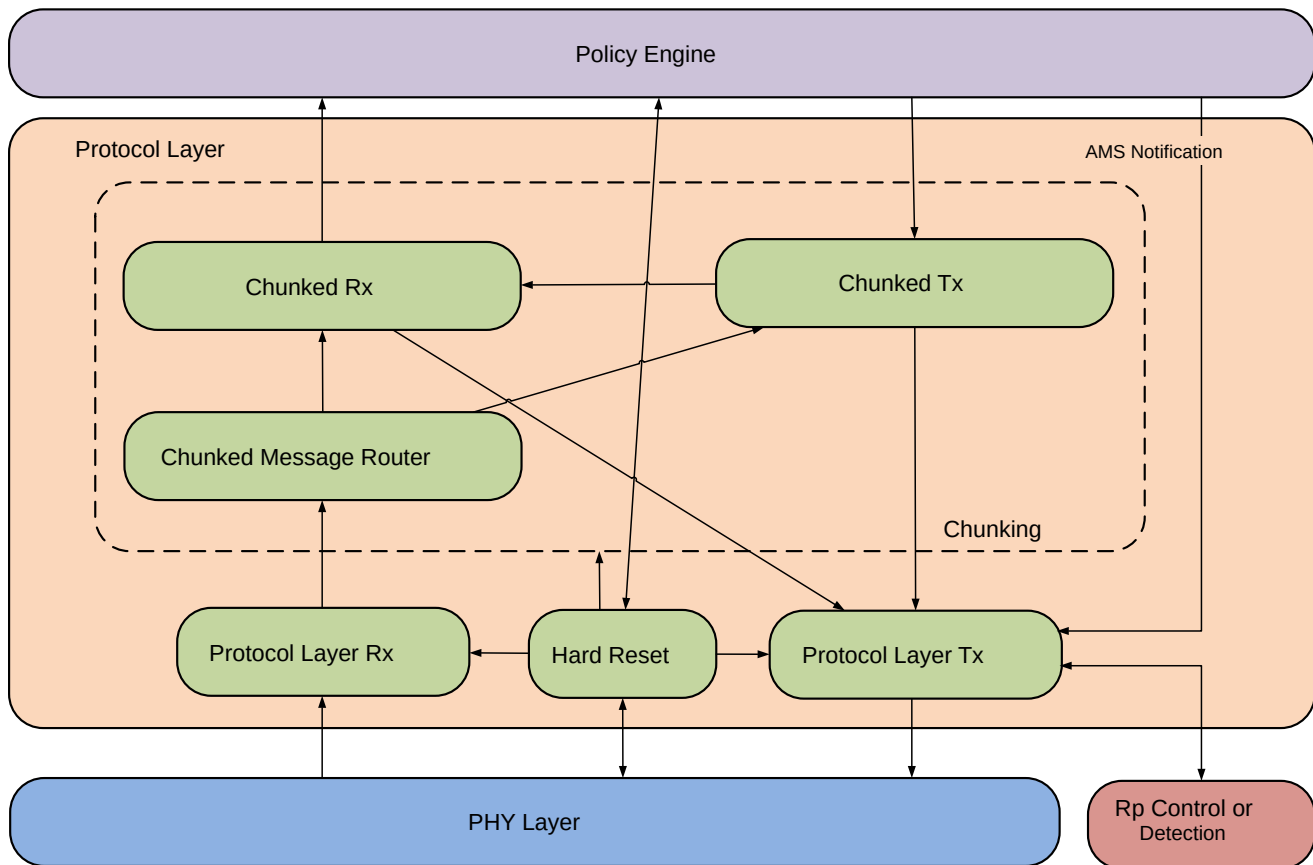 Policy Engine
Protocol Layer
AMS Notification
Chunked Rx
Chunked Tx
Chunked Message Router
Chunking
Protocol Layer Rx
Hard Reset
Protocol Layer Tx
PHY Layer
Rp Control or
Detection